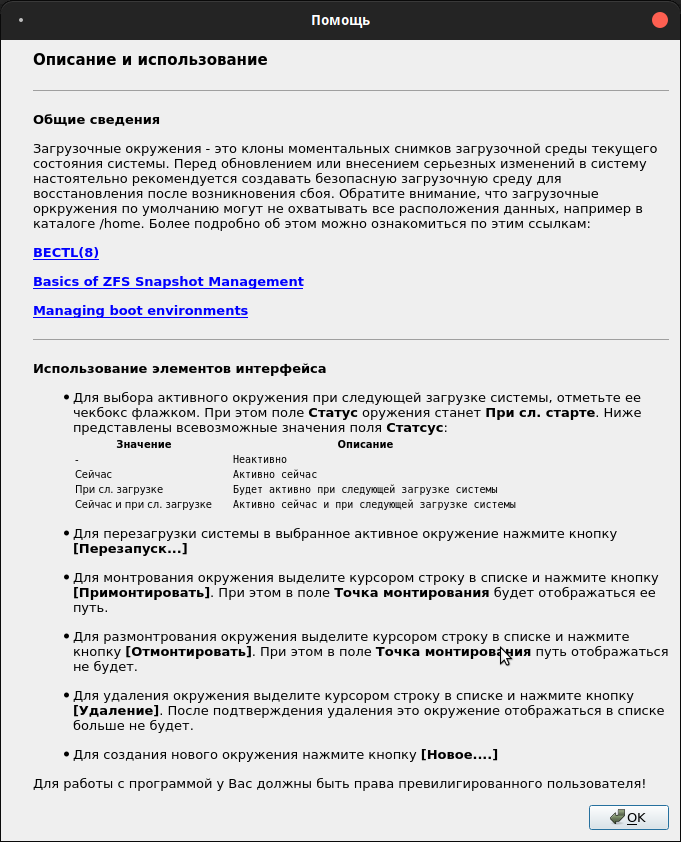 Помощь
Описание и использование
Общие сведения
Загрузочные окружения - это клоны моментальных снимков загрузочной среды текущего
состояния системы. Перед обновлением или внесением серьезных изменений в систему
настоятельно рекомендуется создавать безопасную загрузочную среду для
восстановления после возникновения сбоя. Обратите внимание, что загрузочные
оркружения по умолчанию могут не охватывать все расположения данных, например в
каталоге /home. Более подробно об этом можно ознакомиться по этим ссылкам:
BECTL(8)
Basics of ZFS Snapshot Management
Managing boot environments
Использование элементов интерфейса
• Для выбора активного окружения при следующей загрузке системы, отметьте ее
чекбокс флажком. При этом поле Статус оружения станет При сл. старте. Ниже
представлены всевозможные значения поля Статсус:
Значение Описание
- Неактивно
Сейчас Активно сейчас
При сл. загрузке Будет активно при следующей загрузке системы
Сейчас и при сл. загрузке Активно сейчас и при следующей загрузке системы
• Для перезагрузки системы в выбранное активное окружение нажмите кнопку
[Перезапуск...]
• Для монтрования окружения выделите курсором строку в списке и нажмите кнопку
[Примонтировать]. При этом в поле Точка монтирования будет отображаться ее
путь.
• Для размонтрования окружения выделите курсором строку в списке и нажмите
кнопку [Отмонтировать]. При этом в поле Точка монтирования путь отображаться
не будет.
• Для удаления окружения выделите курсором строку в списке и нажмите кнопку
[Удаление]. После подтверждения удаления это окружение отображаться в списке
больше не будет.
• Для создания нового окружения нажмите кнопку [Новое....]
Для работы с программой у Вас должны быть права превилигированного пользователя!
OK